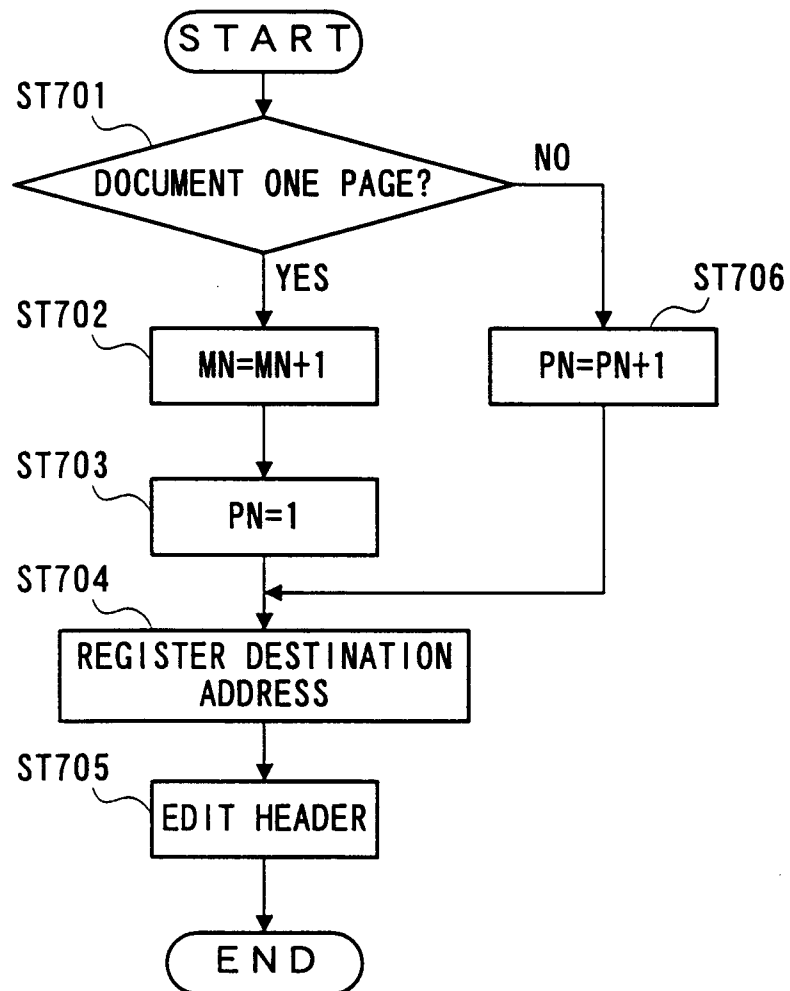 START
ST701
DOCUMENT ONE PAGE?
NO
YES
ST702
MN=MN+1
ST706
PN=PN+1
ST703
PN=1
ST704
REGISTER DESTINATION
ADDRESS
ST705
EDIT HEADER
END